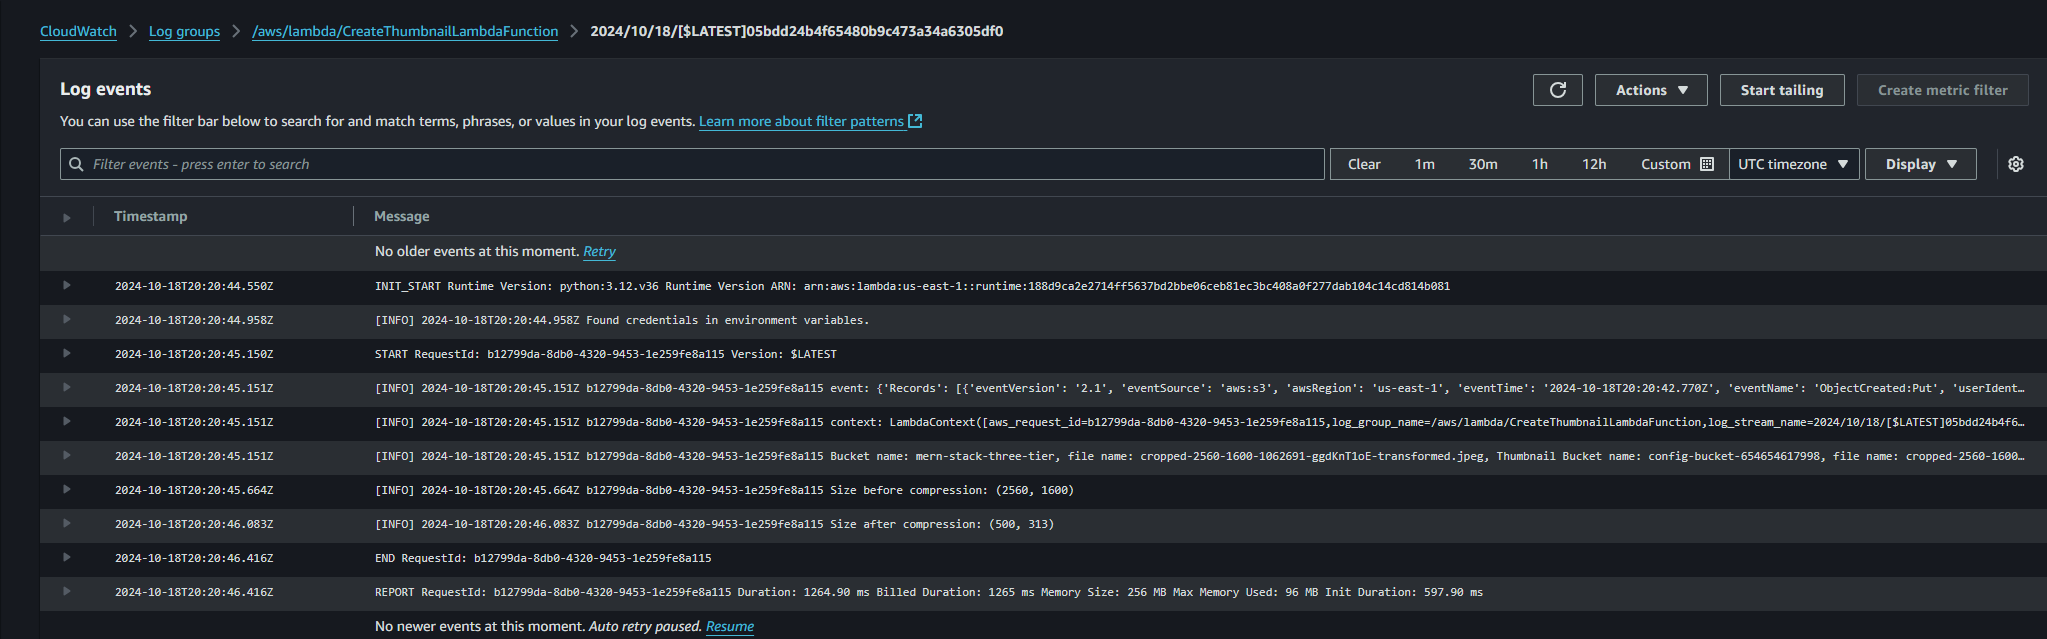 CloudWatch > Log groups > /aws/lambda/CreateThumbnailLambdaFunction > 2024/10/18/[$LATEST]05bdd24b4f65480b9c473a34a6305df0
Log events
Actions ▼ Start tailing Create metric filter
You can use the filter bar below to search for and match terms, phrases, or values in your log events. Learn more about filter patterns
Filter events - press enter to search Clear 1m 30m 1h 12h Custom UTC timezone ▼ Display ▼
Timestamp Message
No older events at this moment. Retry
2024-10-18T20:20:44.550Z INIT_START Runtime Version: python:3.12.v36 Runtime Version ARN: arn:aws:lambda:us-east-1::runtime:188d9ca2e2714ff5637bd2bbe06ceb81ec3bc408a0f277dab104c14cd814b081
2024-10-18T20:20:44.958Z [INFO] 2024-10-18T20:20:44.958Z Found credentials in environment variables.
2024-10-18T20:20:45.150Z START RequestId: b12799da-8db0-4320-9453-1e259fe8a115 Version: $LATEST
2024-10-18T20:20:45.151Z [INFO] 2024-10-18T20:20:45.151Z b12799da-8db0-4320-9453-1e259fe8a115 event: {'Records': [{'eventVersion': '2.1', 'eventSource': 'aws:s3', 'awsRegion': 'us-east-1', 'eventTime': '2024-10-18T20:20:42.770Z', 'eventName': 'ObjectCreated:Put', 'userIdent…
2024-10-18T20:20:45.151Z [INFO] 2024-10-18T20:20:45.151Z b12799da-8db0-4320-9453-1e259fe8a115 context: LambdaContext([aws_request_id=b12799da-8db0-4320-9453-1e259fe8a115,log_group_name=/aws/lambda/CreateThumbnailLambdaFunction,log_stream_name=2024/10/18/[$LATEST]05bdd24b4f6…
2024-10-18T20:20:45.151Z [INFO] 2024-10-18T20:20:45.151Z b12799da-8db0-4320-9453-1e259fe8a115 Bucket name: mern-stack-three-tier, file name: cropped-2560-1600-1062691-ggdKnT1oE-transformed.jpeg, Thumbnail Bucket name: config-bucket-654654617998, file name: cropped-2560-1600…
2024-10-18T20:20:45.664Z [INFO] 2024-10-18T20:20:45.664Z b12799da-8db0-4320-9453-1e259fe8a115 Size before compression: (2560, 1600)
2024-10-18T20:20:46.083Z [INFO] 2024-10-18T20:20:46.083Z b12799da-8db0-4320-9453-1e259fe8a115 Size after compression: (500, 313)
2024-10-18T20:20:46.416Z END RequestId: b12799da-8db0-4320-9453-1e259fe8a115
2024-10-18T20:20:46.416Z REPORT RequestId: b12799da-8db0-4320-9453-1e259fe8a115 Duration: 1264.90 ms Billed Duration: 1265 ms Memory Size: 256 MB Max Memory Used: 96 MB Init Duration: 597.90 ms
No newer events at this moment. Auto retry paused. Resume